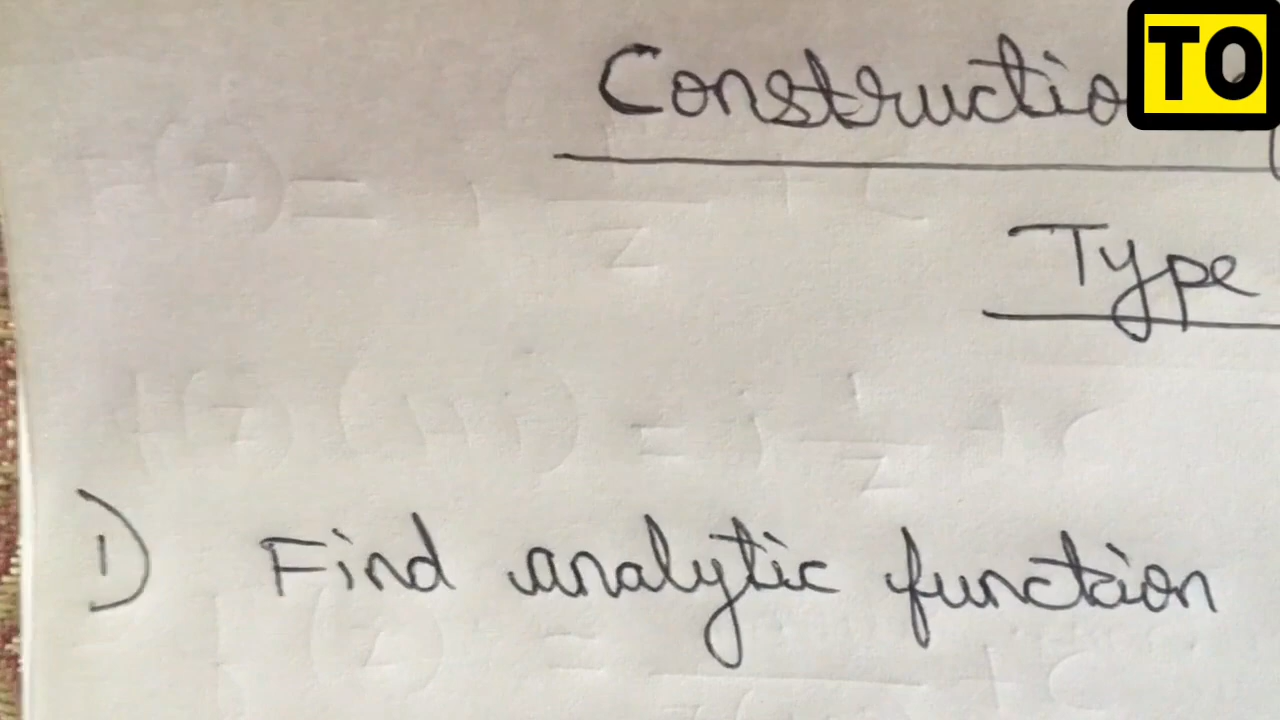 Constructio
TO
Type
1) Find analytic function